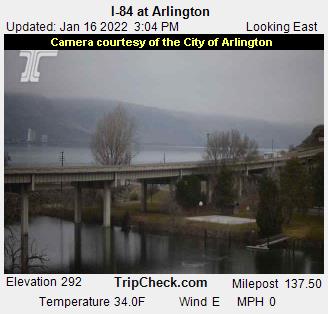 I-84 at Arlington
Updated: Jan 16 2022 3:04 PM Looking East
Camera courtesy of the City of Arlington
Elevation 292 TripCheck.com Milepost 137.50
Temperature 34.0F Wind E MPH 0